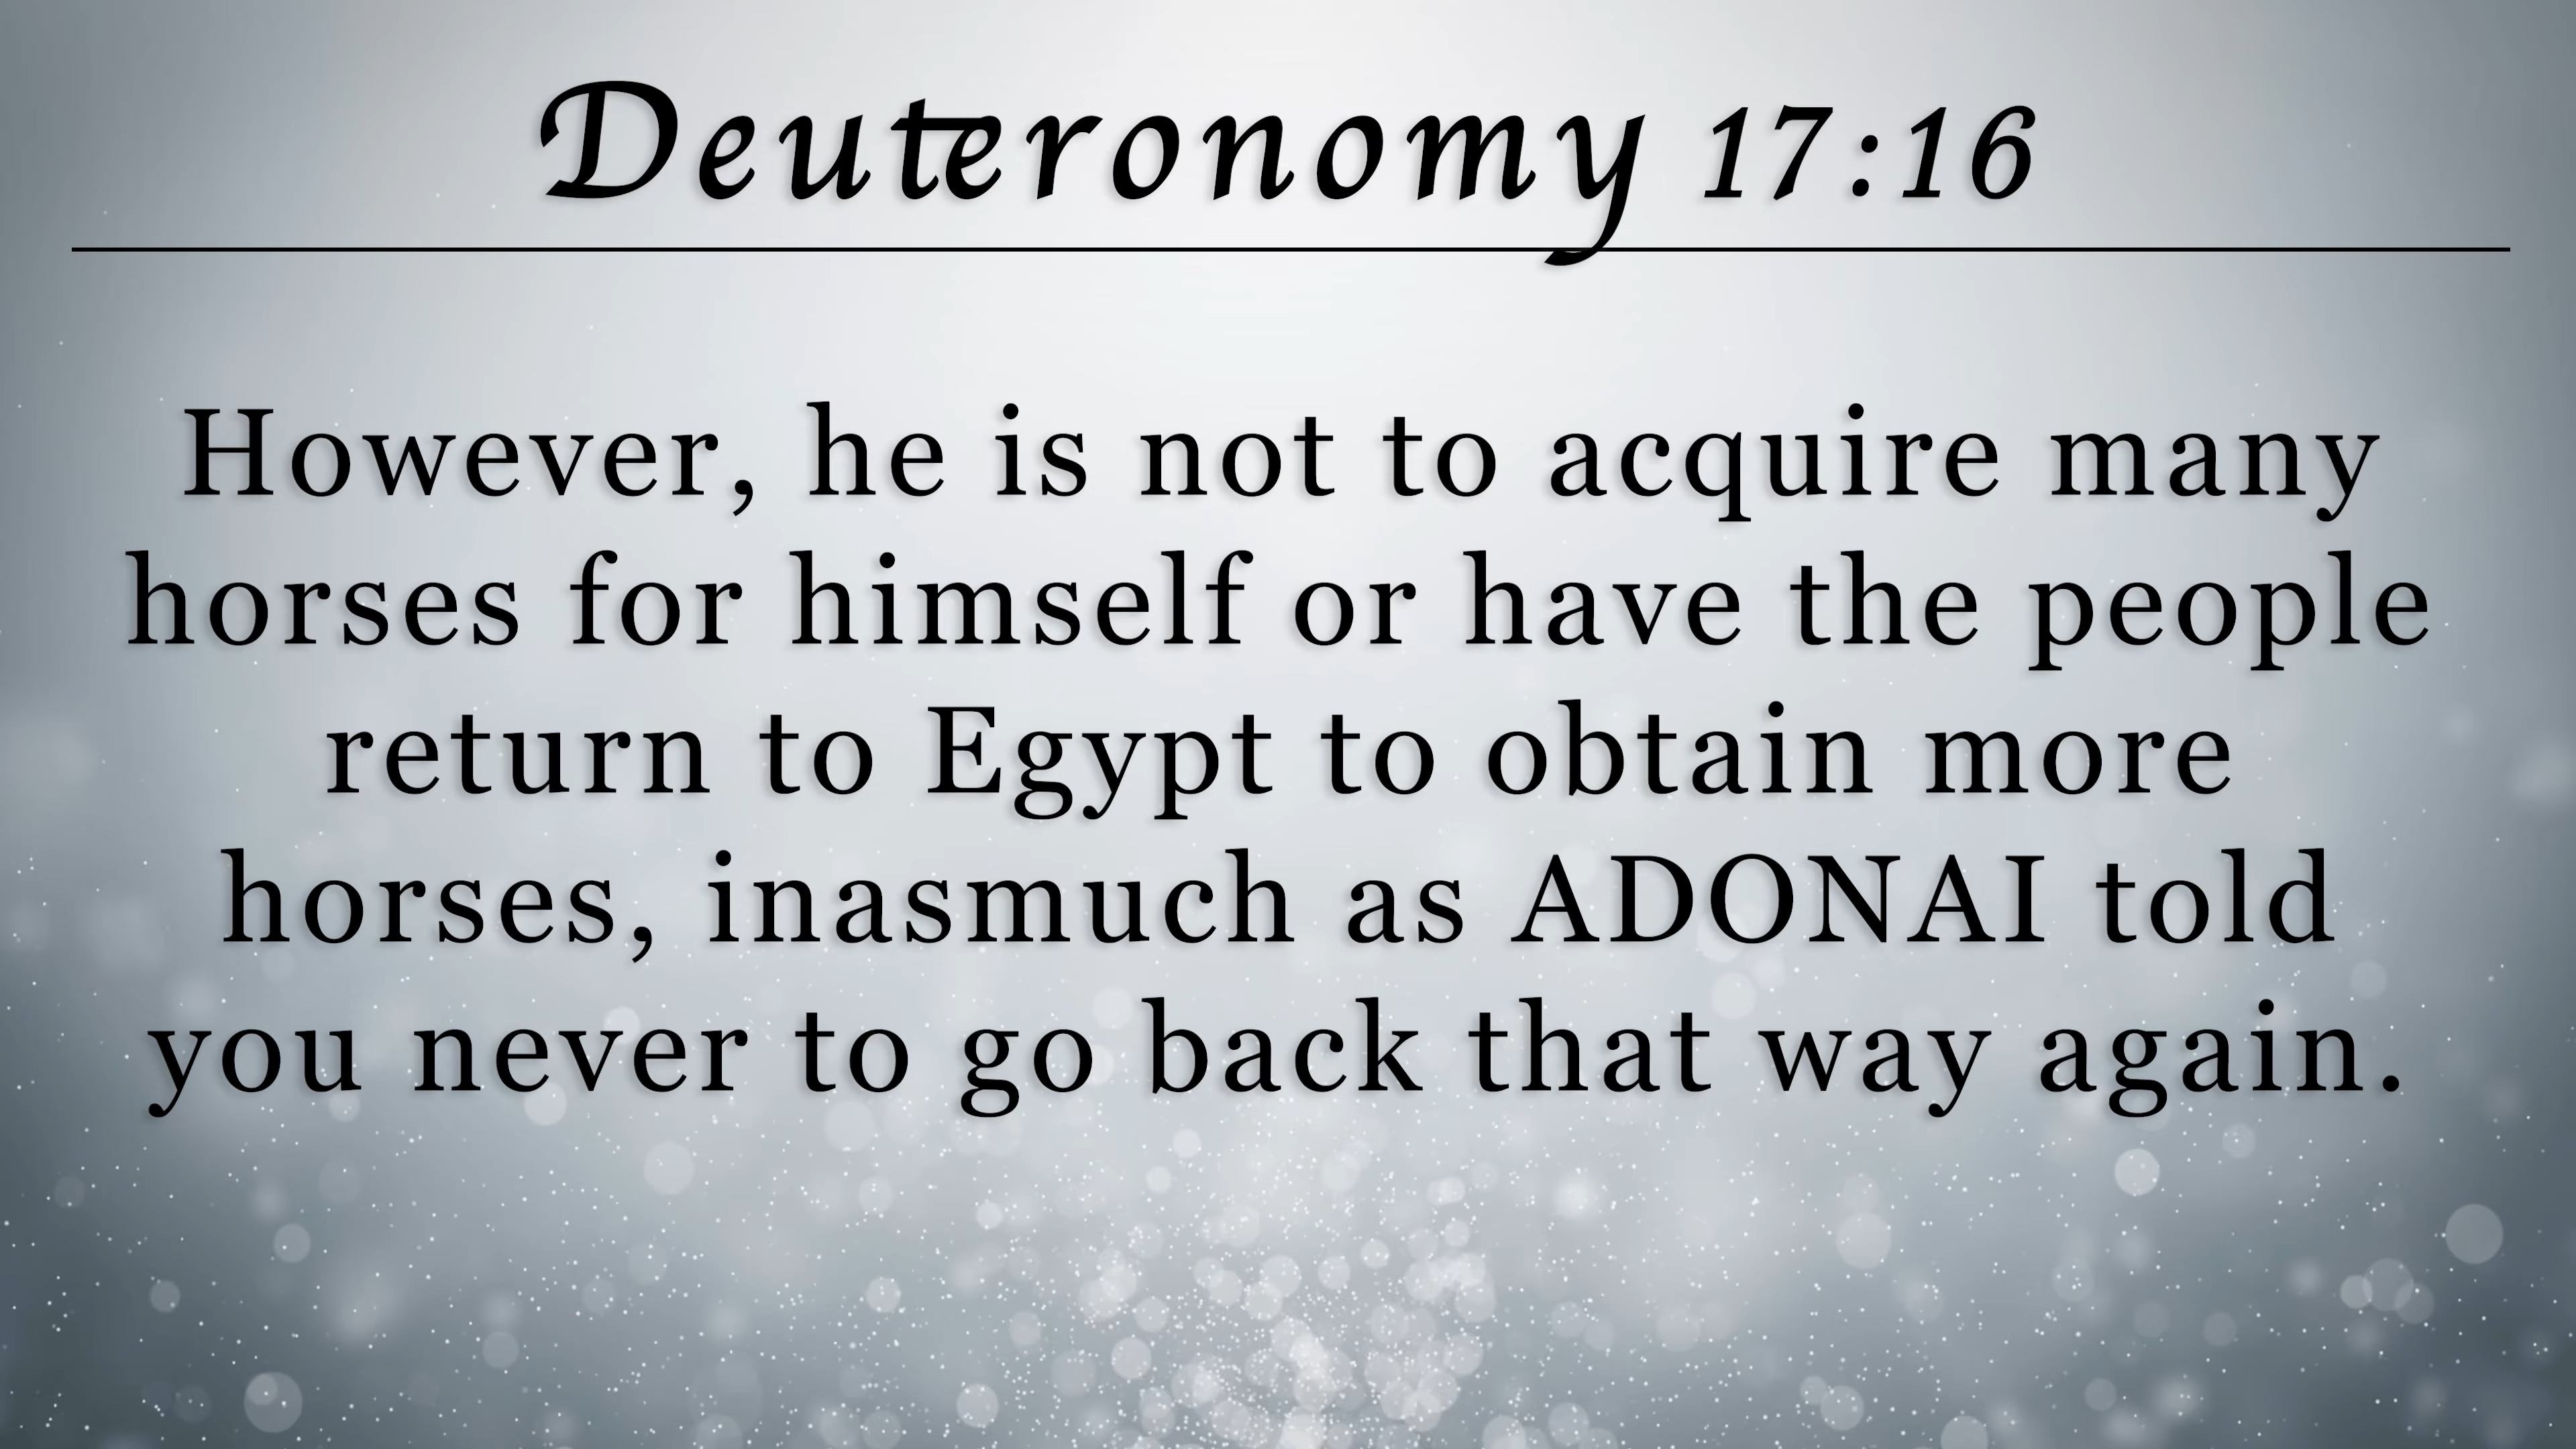 Deuteronomy 17:16
However, he is not to acquire many
horses for himself or have the people
return to Egypt to obtain more
horses, inasmuch as ADONAI told
you never to go back that way again.